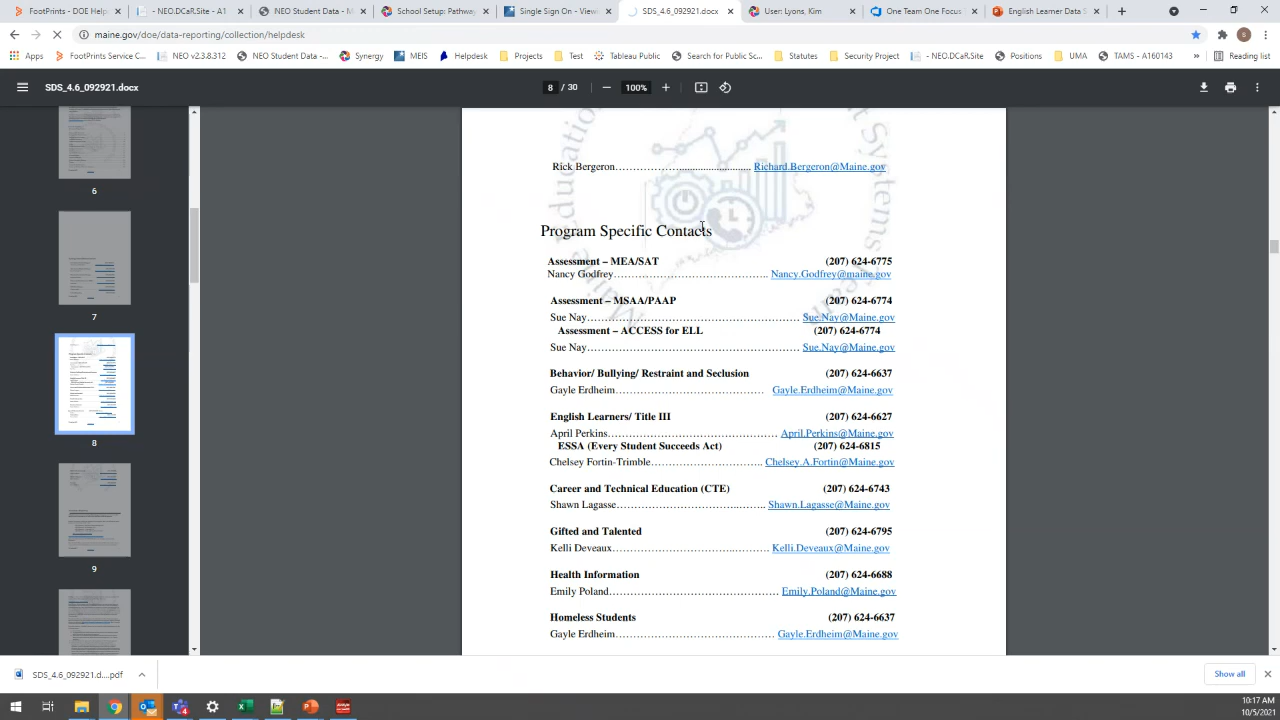 FootPrints - DOE Help
NEO.DCaR.Site - A1
NEO Student Data - M
School Setup: Pathway
Single Sign On - View
SDS_4.6_092921.docx
User: Lyons, Kim
One Team One Focus
English Learner Data S
maine.gov/doe/data-reporting/collection/helpdesk
S
Apps
FootPrints Service C...
NEO v2.3.8.312
NEO Student Data -...
Synergy
MEIS
Helpdesk
Projects
Test
Tableau Public
Search for Public Sc...
Statutes
Security Project
NEO.DCaR.Site
Positions
UMA
TAMS - A160143
»
Reading list
SDS_4.6_092921.docx
8 / 30
100%
6
7
8
9
Rick Bergeron.......................................... Richard.Bergeron@Maine.gov
Program Specific Contacts
Assessment – MEA/SAT (207) 624-6775
Nancy Godfrey.......................................... Nancy.Godfrey@maine.gov
Assessment – MSAA/PAAP (207) 624-6774
Sue Nay.......................................... Sue.Nay@Maine.gov
Assessment – ACCESS for ELL (207) 624-6774
Sue Nay.......................................... Sue.Nay@Maine.gov
Behavior/ Bullying/ Restraint and Seclusion (207) 624-6637
Gayle Erdheim.......................................... Gayle.Erdheim@Maine.gov
English Learners/ Title III (207) 624-6627
April Perkins.......................................... April.Perkins@Maine.gov
ESSA (Every Student Succeeds Act) (207) 624-6815
Chelsey Fortin-Trimble.............................. Chelsey.A.Fortin@Maine.gov
Career and Technical Education (CTE) (207) 624-6743
Shawn Lagasse.......................................... Shawn.Lagasse@Maine.gov
Gifted and Talented (207) 624-6795
Kelli Deveaux.......................................... Kelli.Deveaux@Maine.gov
Health Information (207) 624-6688
Emily Poland.......................................... Emily.Poland@Maine.gov
Homeless Students (207) 624-6637
Gayle Erdheim.......................................... Gayle.Erdheim@Maine.gov
SDS_4.6_092921.d....pdf
Show all
10:17 AM
10/5/2021